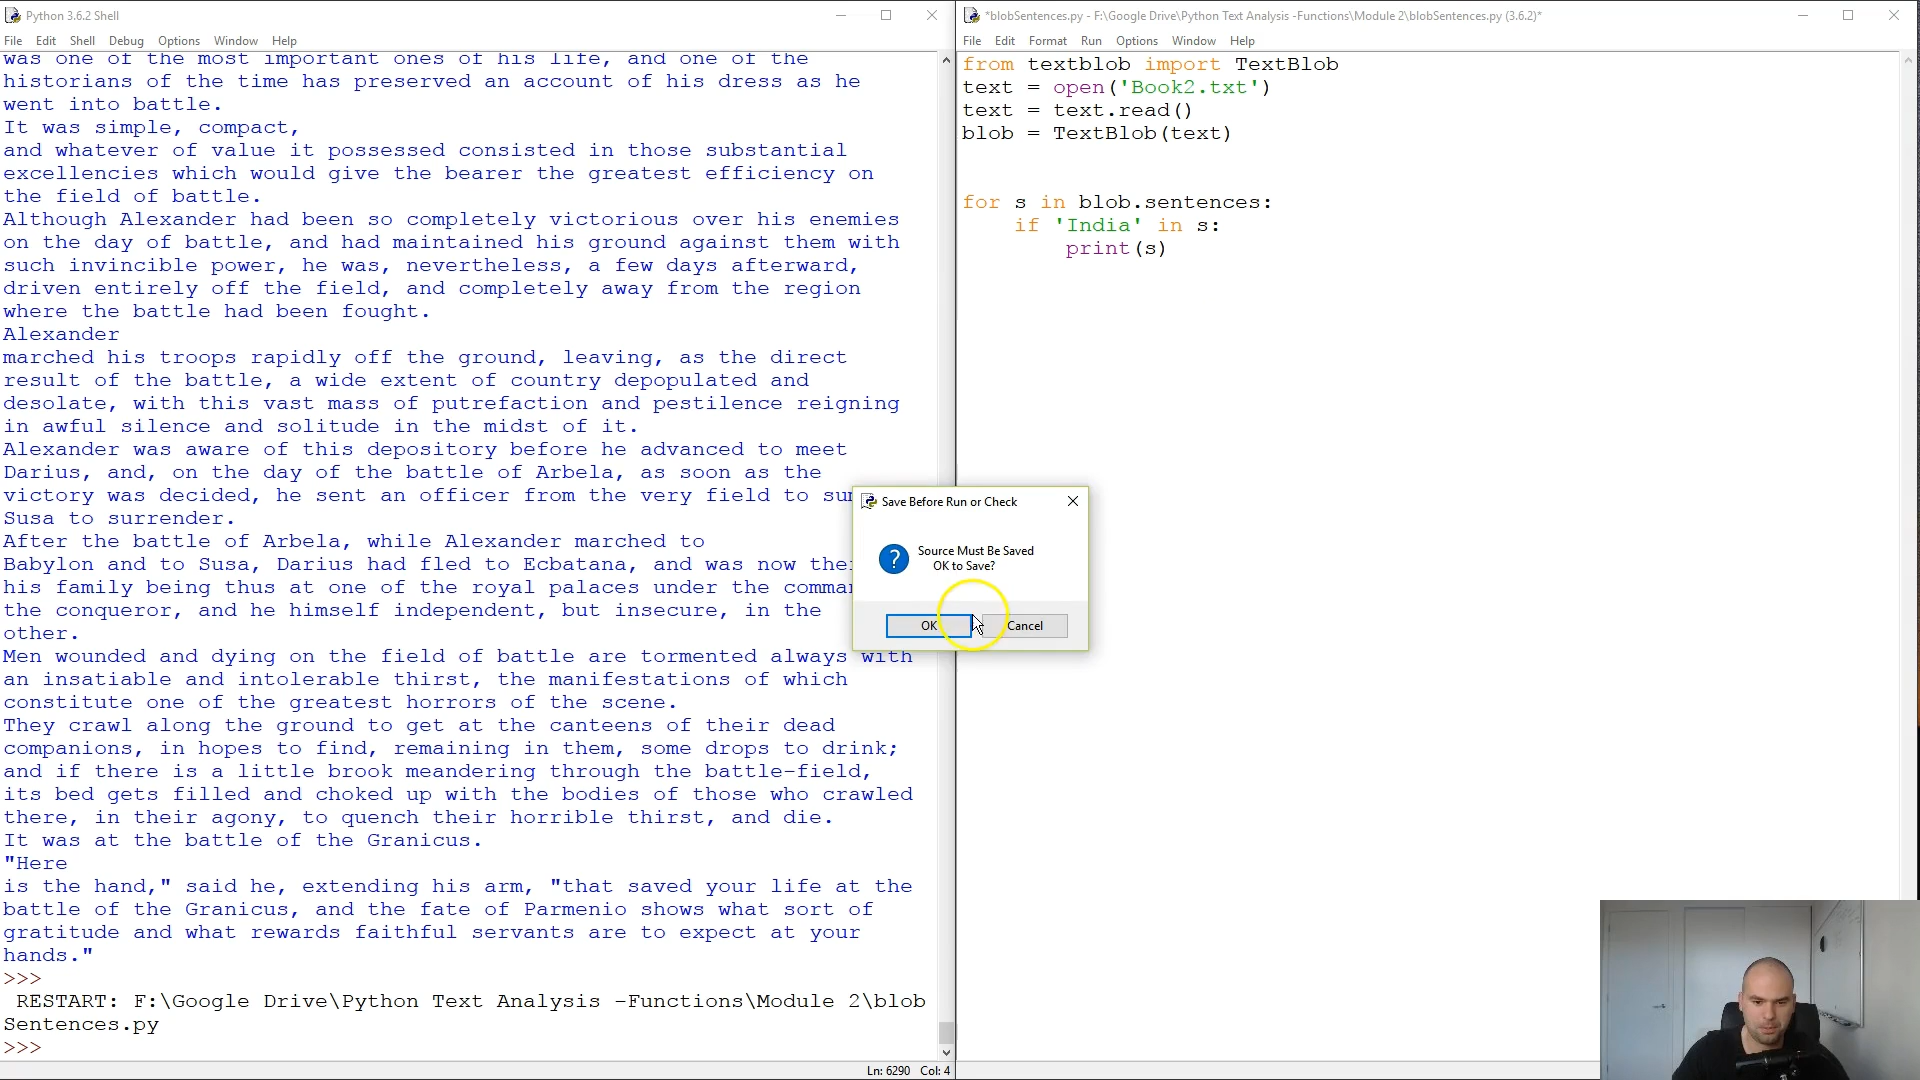 Python 3.6.2 Shell
File Edit Shell Debug Options Window Help
was one of the most important ones of his life, and one of the
historians of the time has preserved an account of his dress as he
went into battle.
It was simple, compact,
and whatever of value it possessed consisted in those substantial
excellencies which would give the bearer the greatest efficiency on
the field of battle.
Although Alexander had been so completely victorious over his enemies
on the day of battle, and had maintained his ground against them with
such invincible power, he was, nevertheless, a few days afterward,
driven entirely off the field, and completely away from the region
where the battle had been fought.
Alexander
marched his troops rapidly off the ground, leaving, as the direct
result of the battle, a wide extent of country depopulated and
desolate, with this vast mass of putrefaction and pestilence reigning
in awful silence and solitude in the midst of it.
Alexander was aware of this depository before he advanced to meet
Darius, and, on the day of the battle of Arbela, as soon as the
victory was decided, he sent an officer from the very field to
Susa to surrender.
After the battle of Arbela, while Alexander marched to
Babylon and to Susa, Darius had fled to Ecbatana, and was now
his family being thus at one of the royal palaces under the
the conqueror, and he himself independent, but insecure, in the
other.
Men wounded and dying on the field of battle are tormented always with
an insatiable and intolerable thirst, the manifestations of which
constitute one of the greatest horrors of the scene.
They crawl along the ground to get at the canteens of their dead
companions, in hopes to find, remaining in them, some drops to drink;
and if there is a little brook meandering through the battle-field,
its bed gets filled and choked up with the bodies of those who crawled
there, in their agony, to quench their horrible thirst, and die.
It was at the battle of the Granicus.
"Here
is the hand," said he, extending his arm, "that saved your life at the
battle of the Granicus, and the fate of Parmenio shows what sort of
gratitude and what rewards faithful servants are to expect at your
hands."
>>>
RESTART: F:\Google Drive\Python Text Analysis -Functions\Module 2\blob
Sentences.py
>>>
Ln: 6290 Col: 4
*blobSentences.py - F:\Google Drive\Python Text Analysis -Functions\Module 2\blobSentences.py (3.6.2)*
File Edit Format Run Options Window Help
from textblob import TextBlob
text = open('Book2.txt')
text = text.read()
blob = TextBlob(text)
for s in blob.sentences:
    if 'India' in s:
        print(s)
Save Before Run or Check
Source Must Be Saved
OK to Save?
OK Cancel